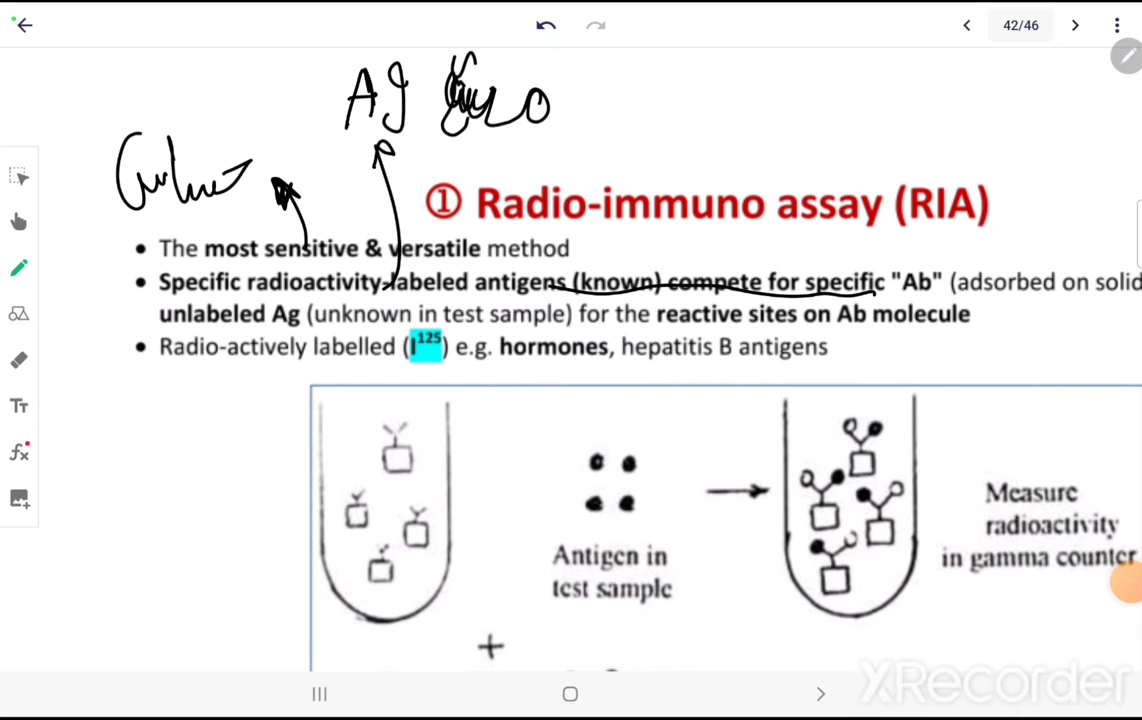 42/46
Ag
① Radio-immuno assay (RIA)
• The most sensitive & versatile method
• Specific radioactivity labeled antigens (known) compete for specific "Ab" (adsorbed on solid
unlabeled Ag (unknown in test sample) for the reactive sites on Ab molecule
• Radio-actively labelled (I¹²⁵) e.g. hormones, hepatitis B antigens
Tт
fx
Antigen in
test sample
+
Measure
radioactivity
in gamma counter
XRecorder